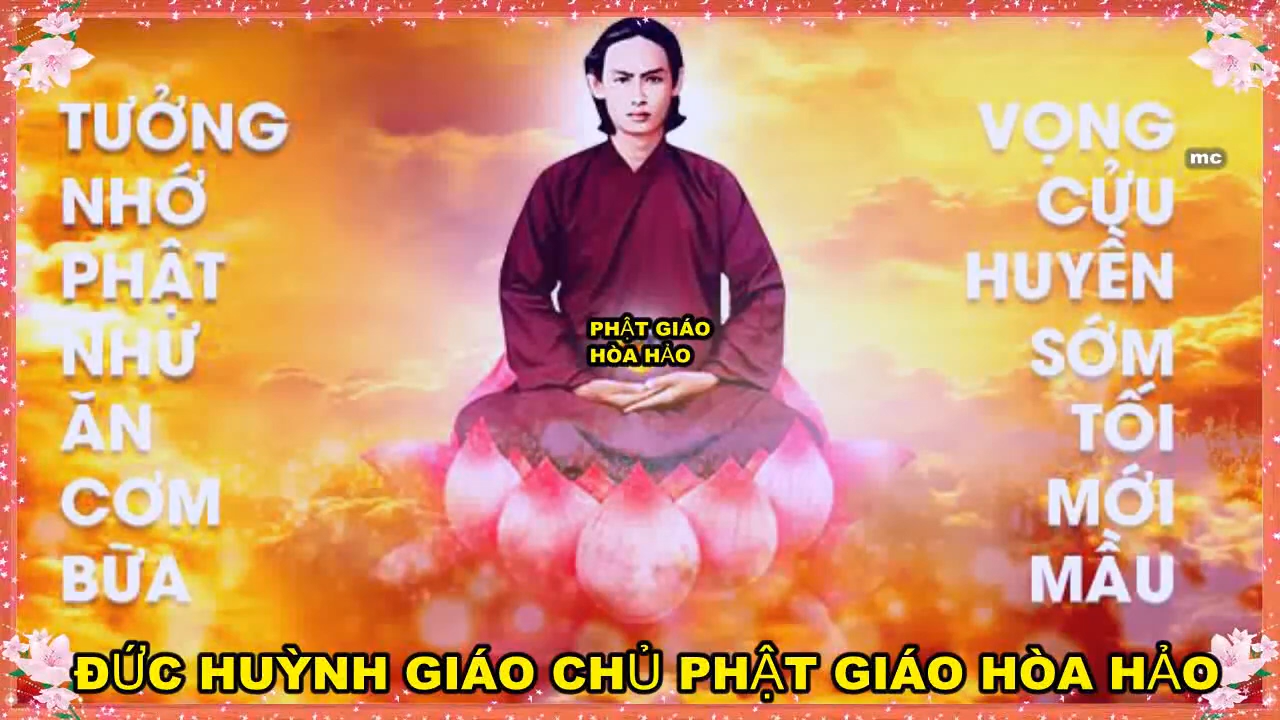 TƯỞNG
NHỚ
PHẬT
NHƯ
ĂN
CƠM
BỮA
VỌNG
CỬU
HUYỀN
SỚM
TỐI
MỚI
MẦU
mc
PHẬT GIÁO
HÒA HẢO
ĐỨC HUỲNH GIÁO CHỦ PHẬT GIÁO HÒA HẢO